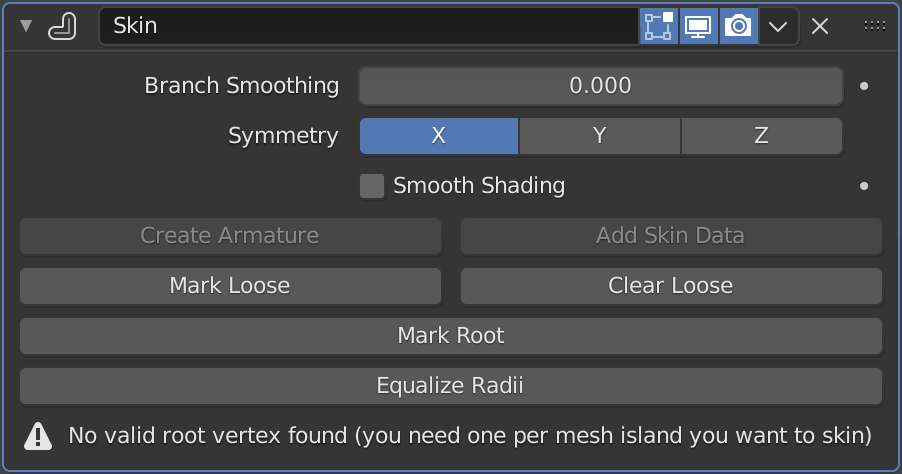 Skin
Branch Smoothing 0.000
Symmetry X Y Z
Smooth Shading
Create Armature Add Skin Data
Mark Loose Clear Loose
Mark Root
Equalize Radii
No valid root vertex found (you need one per mesh island you want to skin)